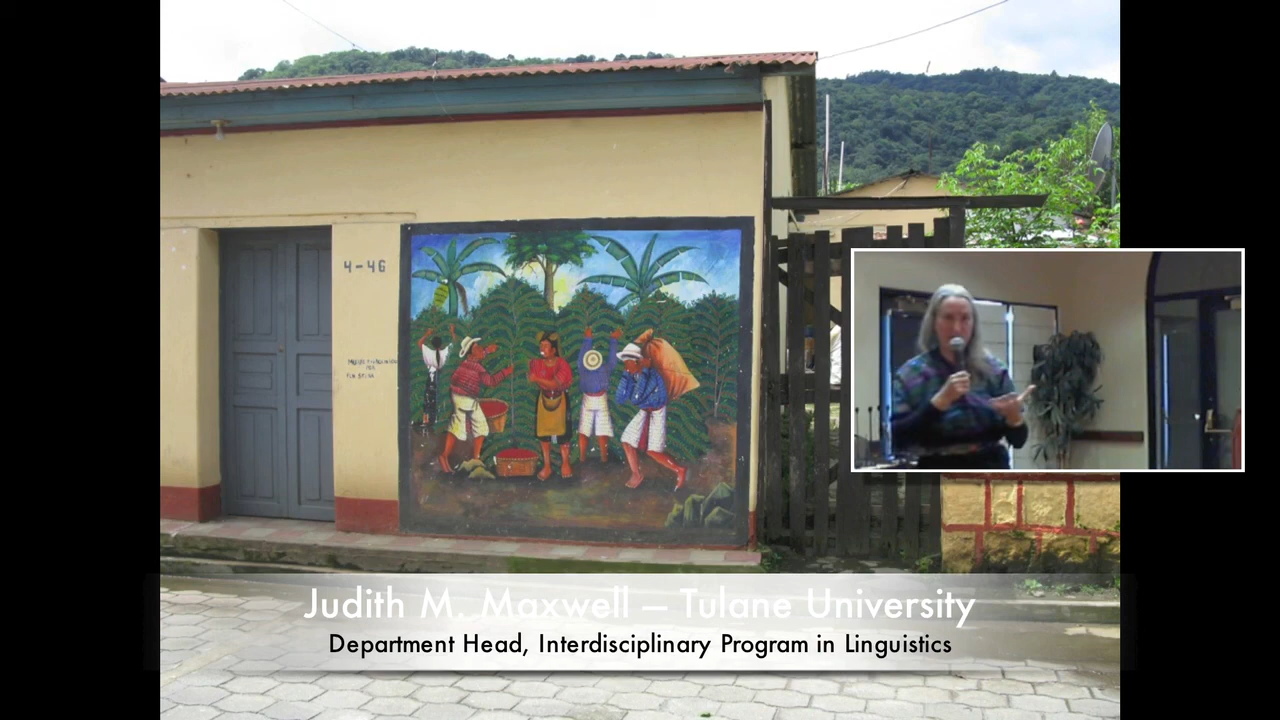 4-46
Judith M. Maxwell – Tulane University
Department Head, Interdisciplinary Program in Linguistics